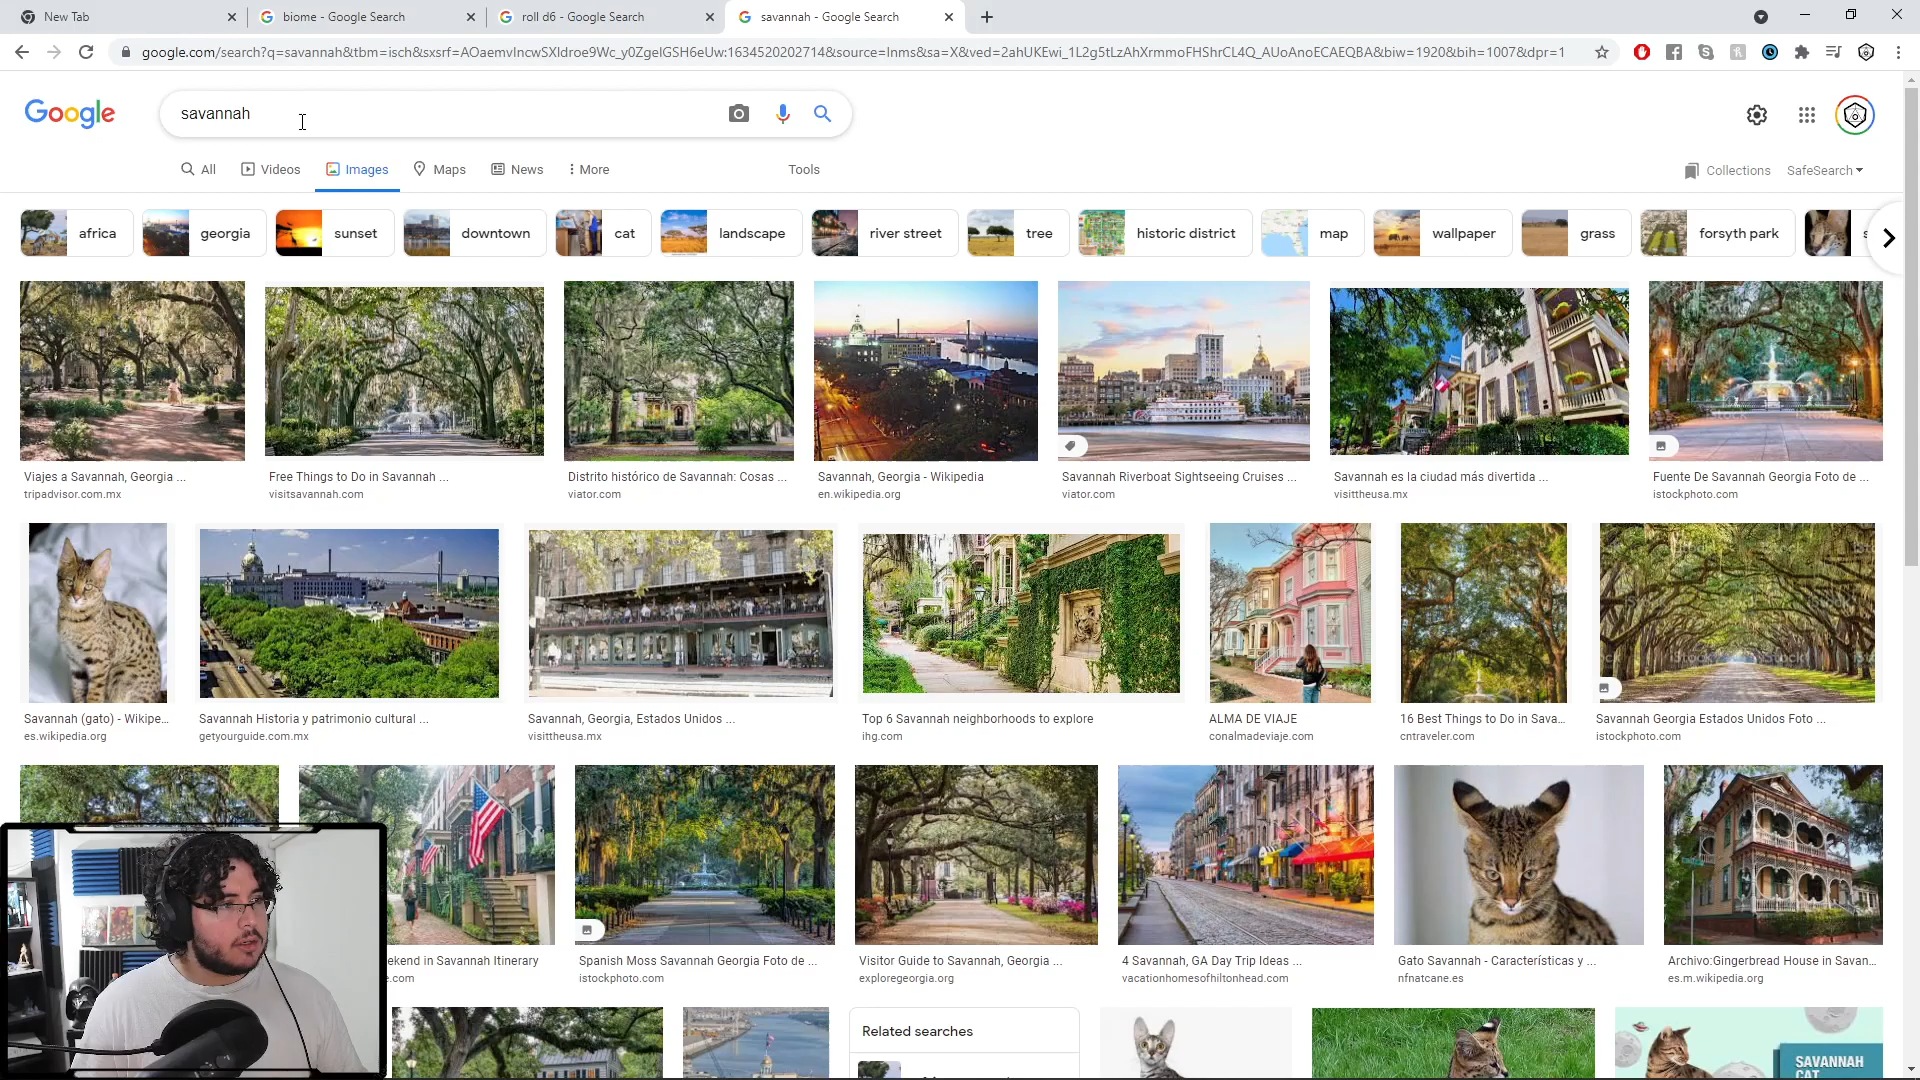 New Tab
biome - Google Search
roll d6 - Google Search
savannah - Google Search
google.com/search?q=savannah&tbm=isch&sxsrf=AOaemvIncwSXIdroe9Wc_y0ZgeIGSH6eUw:1634520202714&source=lnms&sa=X&ved=2ahUKEwi_1L2g5tLzAhXrmmoFHShrCL4Q_AUoAnoECAEQBA&biw=1920&bih=1007&dpr=1
Google
savannah
All
Videos
Images
Maps
News
More
Tools
Collections
SafeSearch
africa
georgia
sunset
downtown
cat
landscape
river street
tree
historic district
map
wallpaper
grass
forsyth park
Viajes a Savannah, Georgia ...
tripadvisor.com.mx
Free Things to Do in Savannah ...
visitsavannah.com
Distrito histórico de Savannah: Cosas ...
viator.com
Savannah, Georgia - Wikipedia
en.wikipedia.org
Savannah Riverboat Sightseeing Cruises ...
viator.com
Savannah es la ciudad más divertida ...
visittheusa.mx
Fuente De Savannah Georgia Foto de ...
istockphoto.com
Savannah (gato) - Wikipe...
es.wikipedia.org
Savannah Historia y patrimonio cultural ...
getyourguide.com.mx
Savannah, Georgia, Estados Unidos ...
visittheusa.mx
Top 6 Savannah neighborhoods to explore
ihg.com
ALMA DE VIAJE
conalmadeviaje.com
16 Best Things to Do in Sava...
cntraveler.com
Savannah Georgia Estados Unidos Foto ...
istockphoto.com
ekend in Savannah Itinerary
e.com
Spanish Moss Savannah Georgia Foto de ...
istockphoto.com
Visitor Guide to Savannah, Georgia ...
exploregeorgia.org
4 Savannah, GA Day Trip Ideas ...
vacationhomesofhiltonhead.com
Gato Savannah - Características y ...
nfnatcane.es
Archivo:Gingerbread House in Savan...
es.m.wikipedia.org
Related searches
SAVANNAH
CAT